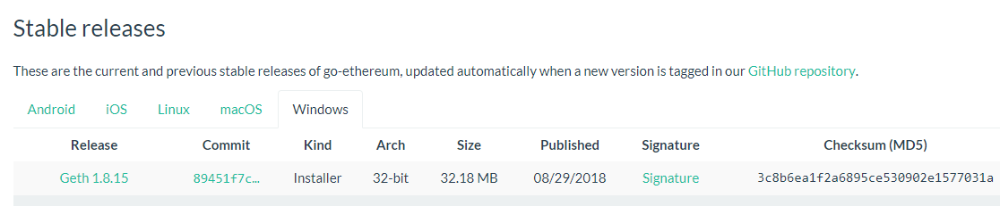 Stable releases
These are the current and previous stable releases of go-ethereum, updated automatically when a new version is tagged in our GitHub repository.
Android iOS Linux macOS Windows
Release Commit Kind Arch Size Published Signature Checksum (MD5)
Geth 1.8.15 89451f7c… Installer 32-bit 32.18 MB 08/29/2018 Signature 3c8b6ea1f2a6895ce530902e1577031a